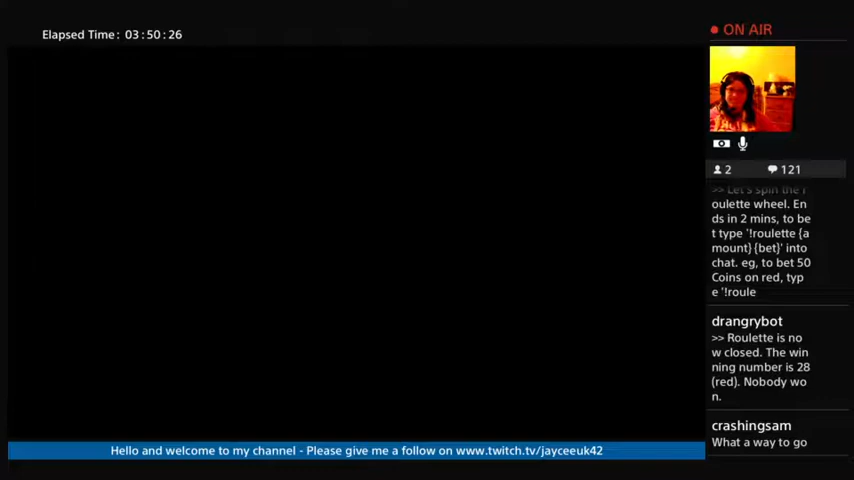 Elapsed Time: 03:50:26
ON AIR
2 121
>> Let's spin the r
oulette wheel. En
ds in 2 mins, to be
t type '!roulette {a
mount} {bet}' into
chat. eg, to bet 50
Coins on red, typ
e '!roule
drangrybot
>> Roulette is no
w closed. The win
ning number is 28
(red). Nobody wo
n.
crashingsam
What a way to go
Hello and welcome to my channel - Please give me a follow on www.twitch.tv/jayceeuk42